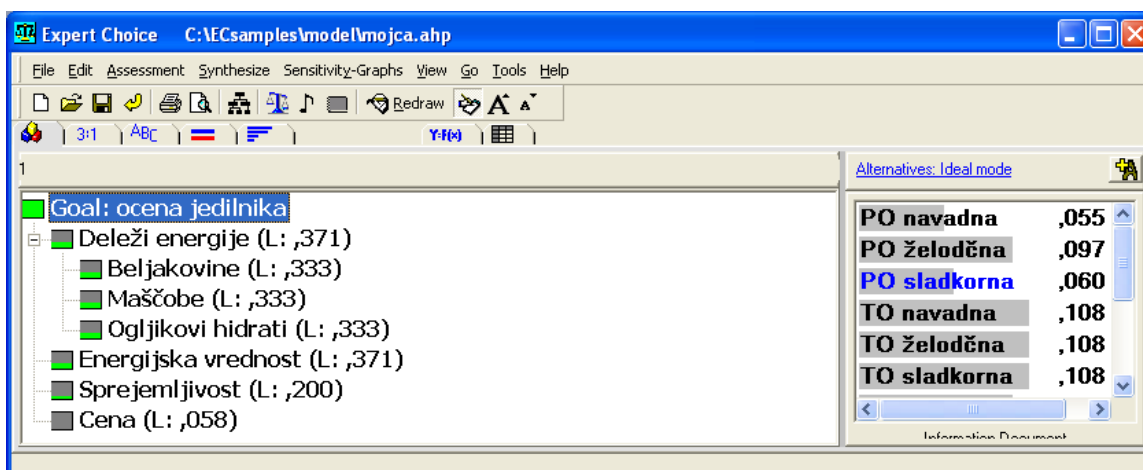 Expert Choice C:\ECsamples\model\mojca.ahp
File Edit Assessment Synthesize Sensitivity-Graphs View Go Tools Help
Redraw A A
3:1 ABC Y=F(x)
1
Alternatives: Ideal mode
Goal: ocena jedilnika
Deleži energije (L: ,371)
Beljakovine (L: ,333)
Maščobe (L: ,333)
Ogljikovi hidrati (L: ,333)
Energijska vrednost (L: ,371)
Sprejemljivost (L: ,200)
Cena (L: ,058)
PO navadna ,055
PO želodčna ,097
PO sladkorna ,060
TO navadna ,108
TO želodčna ,108
TO sladkorna ,108
Information Document